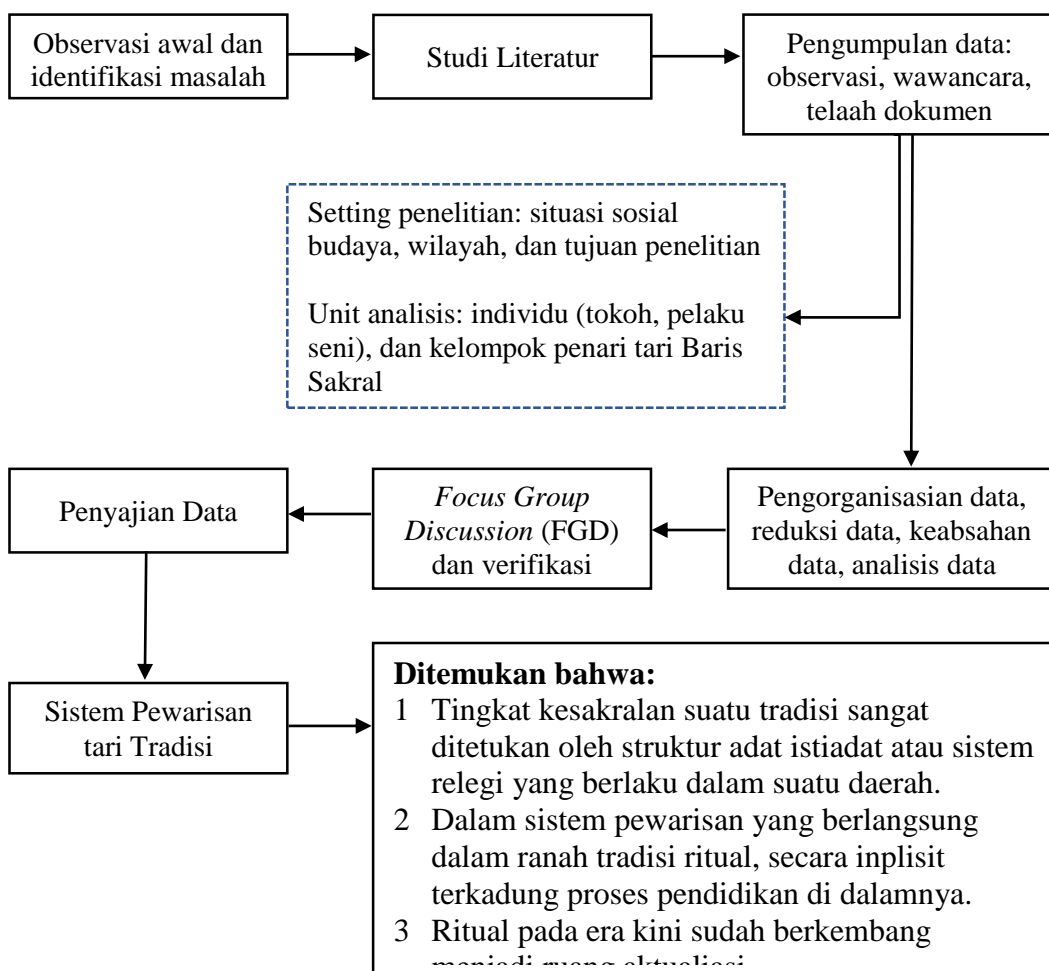 Observasi awal dan
identifikasi masalah
Studi Literatur
Pengumpulan data:
observasi, wawancara,
telaah dokumen
Setting penelitian: situasi sosial
budaya, wilayah, dan tujuan penelitian
Unit analisis: individu (tokoh, pelaku
seni), dan kelompok penari tari Baris
Sakral
Pengorganisasian data,
reduksi data, keabsahan
data, analisis data
Focus Group
Discussion (FGD)
dan verifikasi
Penyajian Data
Sistem Pewarisan
tari Tradisi
Ditemukan bahwa:
1 Tingkat kesakralan suatu tradisi sangat
ditetukan oleh struktur adat istiadat atau sistem
relegi yang berlaku dalam suatu daerah.
2 Dalam sistem pewarisan yang berlangsung
dalam ranah tradisi ritual, secara inplisit
terkadung proses pendidikan di dalamnya.
3 Ritual pada era kini sudah berkembang
menjadi ruang